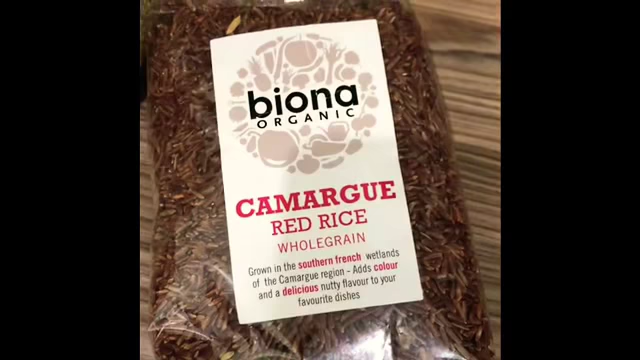 biona
ORGANIC
CAMARGUE
RED RICE
WHOLEGRAIN
Grown in the southern french wetlands
of the Camargue region - Adds colour
and a delicious nutty flavour to your
favourite dishes